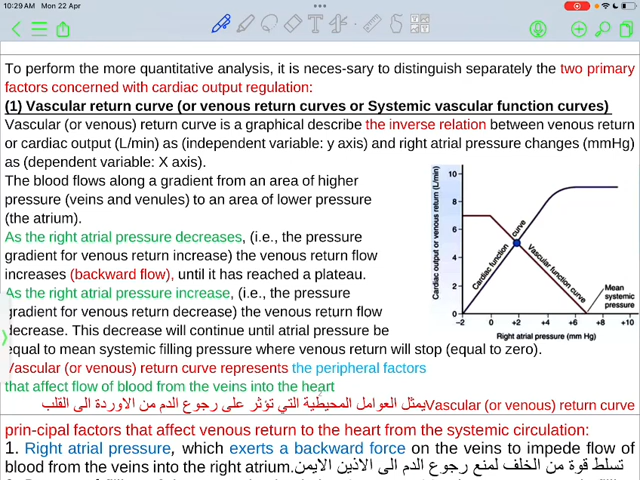 10:29 AM Mon 22 Apr
To perform the more quantitative analysis, it is neces-sary to distinguish separately the two primary
factors concerned with cardiac output regulation:
(1) Vascular return curve (or venous return curves or Systemic vascular function curves)
Vascular (or venous) return curve is a graphical describe the inverse relation between venous return
or cardiac output (L/min) as (independent variable: y axis) and right atrial pressure changes (mmHg)
as (dependent variable: X axis).
The blood flows along a gradient from an area of higher
pressure (veins and venules) to an area of lower pressure
(the atrium).
As the right atrial pressure decreases, (i.e., the pressure
gradient for venous return increase) the venous return flow
increases (backward flow), until it has reached a plateau.
As the right atrial pressure increase, (i.e., the pressure
gradient for venous return decrease) the venous return flow
decrease. This decrease will continue until atrial pressure be
equal to mean systemic filling pressure where venous return will stop (equal to zero).
Vascular (or venous) return curve represents the peripheral factors
that affect flow of blood from the veins into the heart
Cardiac output or venous return (L/min)
10
8
6
4
2
0
Cardiac function curve
Vascular function curve
Mean
systemic
pressure
−2 0 +2 +4 +6 +8 +10
Right atrial pressure (mm Hg)
Vascular (or venous) return curve يمثل العوامل المحيطية التي تؤثر على رجوع الدم من الاوردة الى القلب
prin-cipal factors that affect venous return to the heart from the systemic circulation:
1. Right atrial pressure, which exerts a backward force on the veins to impede flow of
blood from the veins into the right atrium. تسلط قوة من الخلف لمنع رجوع الدم الى الاذين الايمن